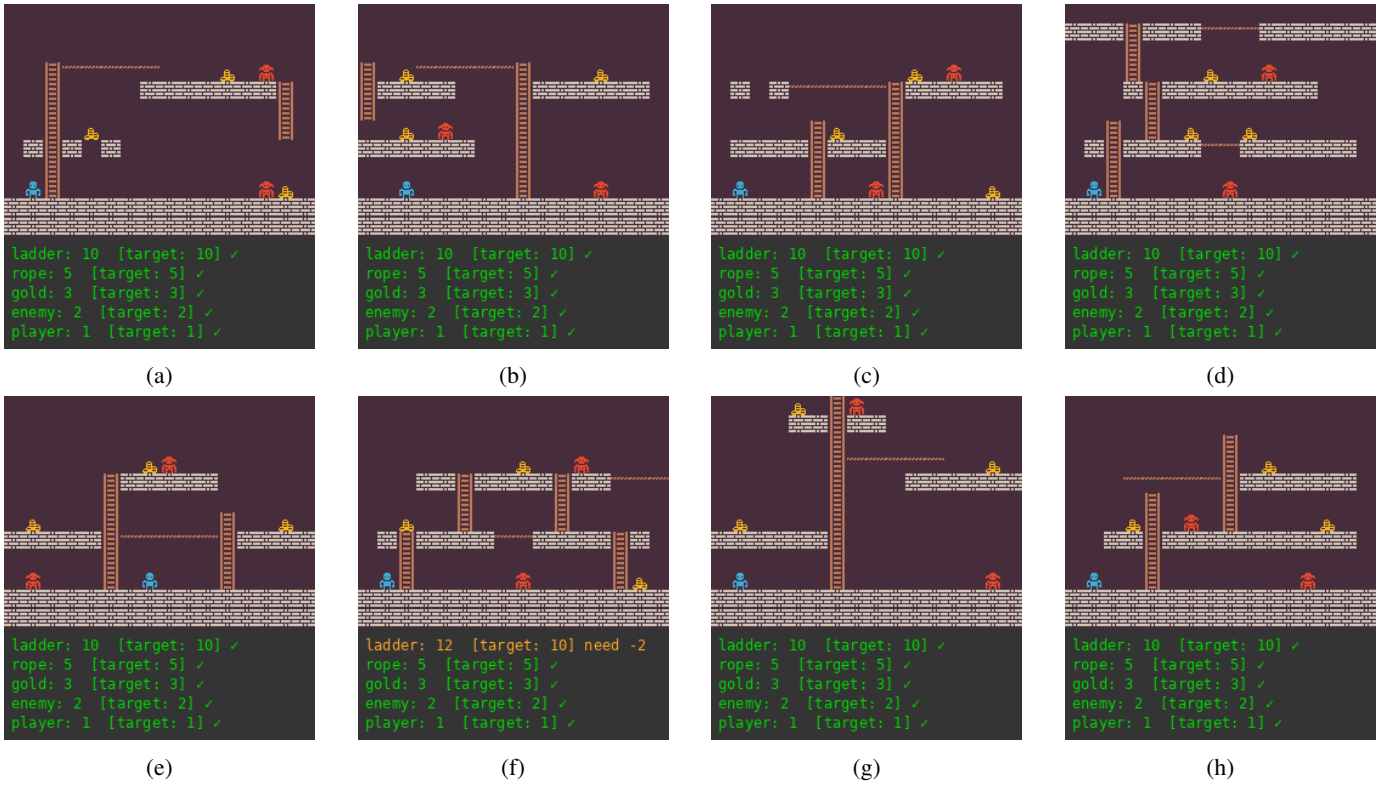 ladder: 10 [target: 10] ✓
rope: 5 [target: 5] ✓
gold: 3 [target: 3] ✓
enemy: 2 [target: 2] ✓
player: 1 [target: 1] ✓
(a)
ladder: 10 [target: 10] ✓
rope: 5 [target: 5] ✓
gold: 3 [target: 3] ✓
enemy: 2 [target: 2] ✓
player: 1 [target: 1] ✓
(b)
ladder: 10 [target: 10] ✓
rope: 5 [target: 5] ✓
gold: 3 [target: 3] ✓
enemy: 2 [target: 2] ✓
player: 1 [target: 1] ✓
(c)
ladder: 10 [target: 10] ✓
rope: 5 [target: 5] ✓
gold: 3 [target: 3] ✓
enemy: 2 [target: 2] ✓
player: 1 [target: 1] ✓
(d)
ladder: 10 [target: 10] ✓
rope: 5 [target: 5] ✓
gold: 3 [target: 3] ✓
enemy: 2 [target: 2] ✓
player: 1 [target: 1] ✓
(e)
ladder: 12 [target: 10] need -2
rope: 5 [target: 5] ✓
gold: 3 [target: 3] ✓
enemy: 2 [target: 2] ✓
player: 1 [target: 1] ✓
(f)
ladder: 10 [target: 10] ✓
rope: 5 [target: 5] ✓
gold: 3 [target: 3] ✓
enemy: 2 [target: 2] ✓
player: 1 [target: 1] ✓
(g)
ladder: 10 [target: 10] ✓
rope: 5 [target: 5] ✓
gold: 3 [target: 3] ✓
enemy: 2 [target: 2] ✓
player: 1 [target: 1] ✓
(h)